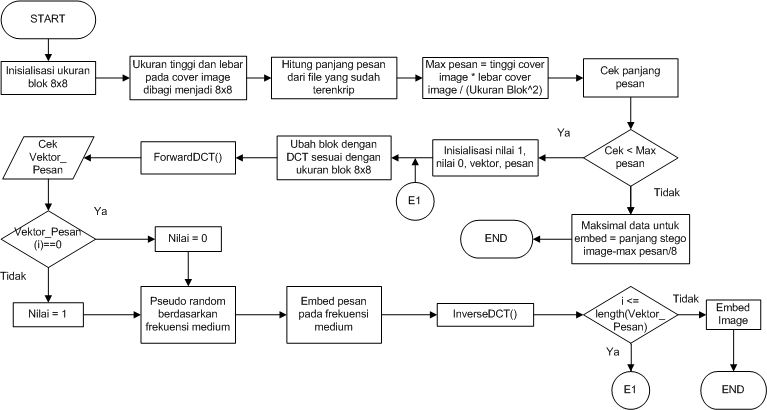 START
Inisialisasi ukuran
blok 8x8
Ukuran tinggi dan lebar
pada cover image
dibagi menjadi 8x8
Hitung panjang pesan
dari file yang sudah
terenkrip
Max pesan = tinggi cover
image * lebar cover
image / (Ukuran Blok^2)
Cek panjang
pesan
Cek < Max
pesan
Ya
Tidak
Inisialisasi nilai 1,
nilai 0, vektor, pesan
E1
Ubah blok dengan
DCT sesuai dengan
ukuran blok 8x8
ForwardDCT()
Cek
Vektor_
Pesan
Maksimal data untuk
embed = panjang stego
image-max pesan/8
END
Vektor_Pesan
(i)==0
Ya
Tidak
Nilai = 0
Nilai = 1
Pseudo random
berdasarkan
frekuensi medium
Embed pesan
pada frekuensi
medium
InverseDCT()
i <=
length(Vektor_
Pesan)
Tidak
Ya
Embed
Image
E1
END